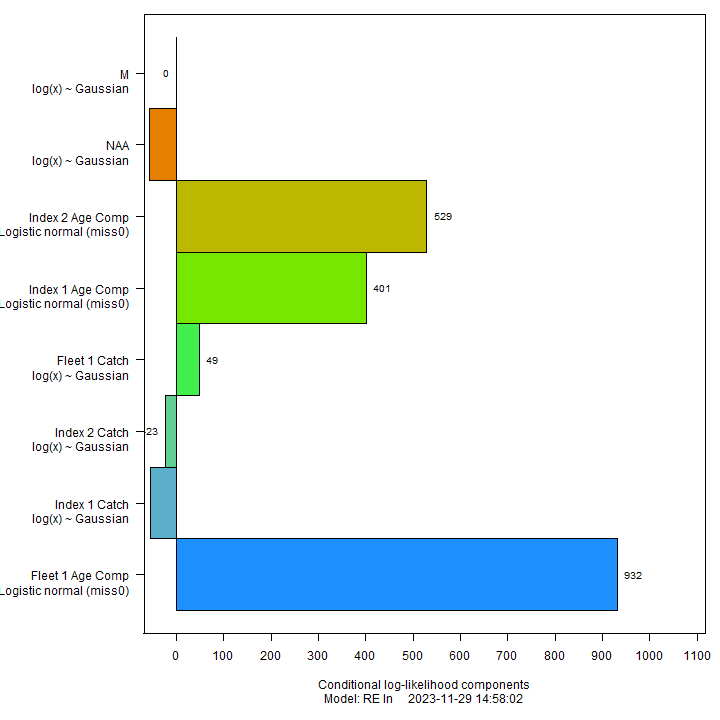 M
log(x) ~ Gaussian
0
NAA
log(x) ~ Gaussian
Index 2 Age Comp
Logistic normal (miss0)
529
Index 1 Age Comp
Logistic normal (miss0)
401
Fleet 1 Catch
log(x) ~ Gaussian
49
Index 2 Catch
log(x) ~ Gaussian
23
Index 1 Catch
log(x) ~ Gaussian
Fleet 1 Age Comp
Logistic normal (miss0)
932
0 100 200 300 400 500 600 700 800 900 1000 1100
Conditional log-likelihood components
Model: RE ln 2023-11-29 14:58:02